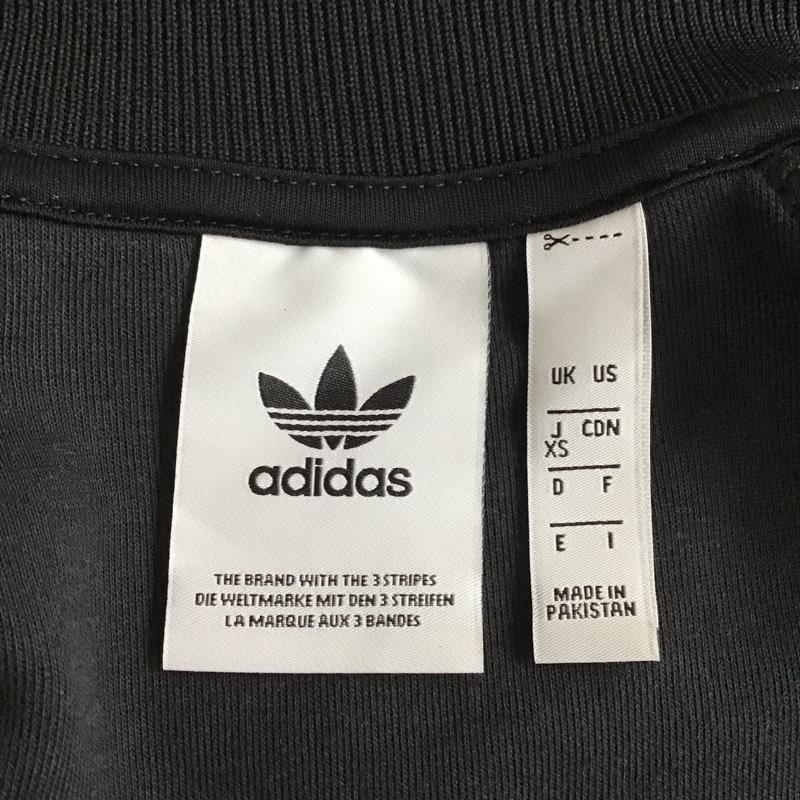 adidas
THE BRAND WITH THE 3 STRIPES
DIE WELTMARKE MIT DEN 3 STREIFEN
LA MARQUE AUX 3 BANDES
UK US
J CDN
XS
D F
E I
MADE IN
PAKISTAN